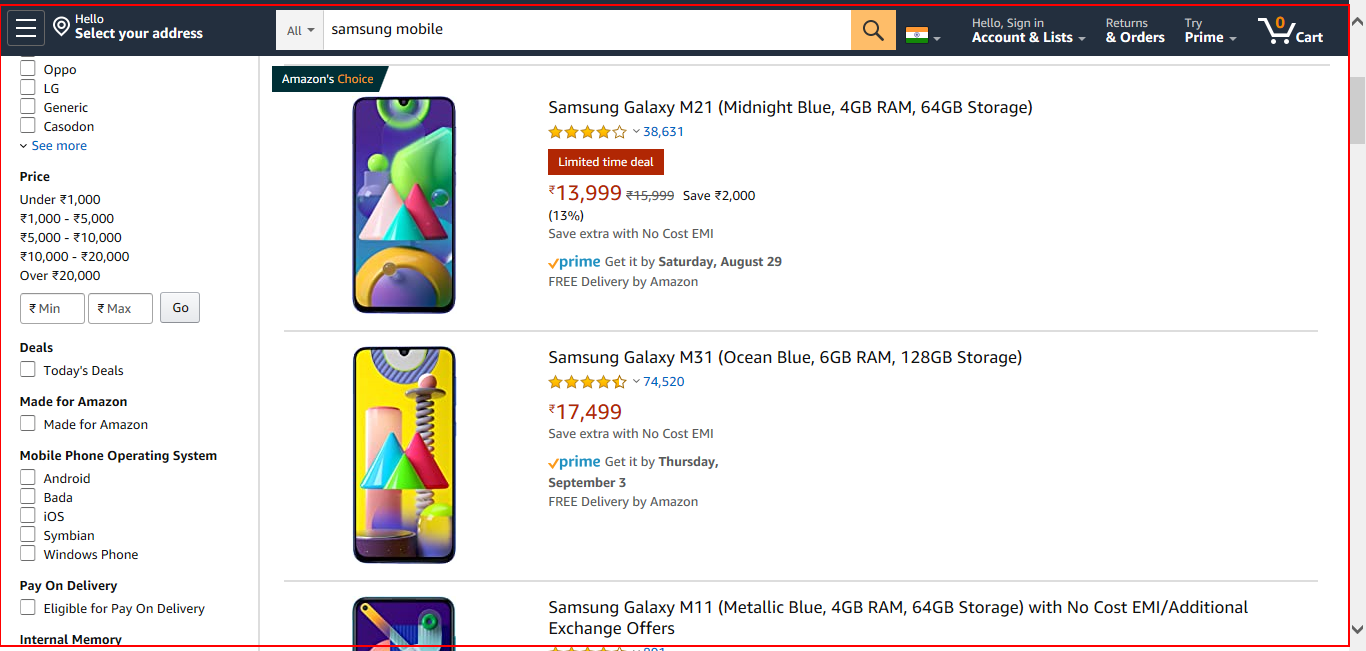 Hello
Select your address
All
samsung mobile
Hello, Sign in
Account & Lists
Returns
& Orders
Try
Prime
0
Cart
Oppo
LG
Generic
Casodon
See more
Price
Under ₹1,000
₹1,000 - ₹5,000
₹5,000 - ₹10,000
₹10,000 - ₹20,000
Over ₹20,000
₹ Min ₹ Max Go
Deals
Today's Deals
Made for Amazon
Made for Amazon
Mobile Phone Operating System
Android
Bada
iOS
Symbian
Windows Phone
Pay On Delivery
Eligible for Pay On Delivery
Internal Memory
Amazon's Choice
Samsung Galaxy M21 (Midnight Blue, 4GB RAM, 64GB Storage)
38,631
Limited time deal
₹13,999 ₹15,999 Save ₹2,000
(13%)
Save extra with No Cost EMI
prime Get it by Saturday, August 29
FREE Delivery by Amazon
Samsung Galaxy M31 (Ocean Blue, 6GB RAM, 128GB Storage)
74,520
₹17,499
Save extra with No Cost EMI
prime Get it by Thursday,
September 3
FREE Delivery by Amazon
Samsung Galaxy M11 (Metallic Blue, 4GB RAM, 64GB Storage) with No Cost EMI/Additional
Exchange Offers